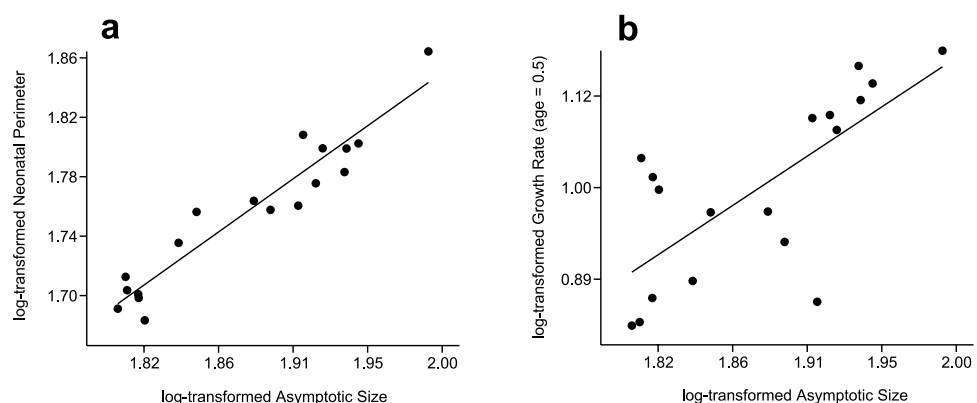 a
log-transformed Neonatal Perimeter
1.86
1.82
1.78
1.74
1.70
1.82 1.86 1.91 1.95 2.00
log-transformed Asymptotic Size
b
log-transformed Growth Rate (age = 0.5)
1.12
1.00
0.89
1.82 1.86 1.91 1.95 2.00
log-transformed Asymptotic Size